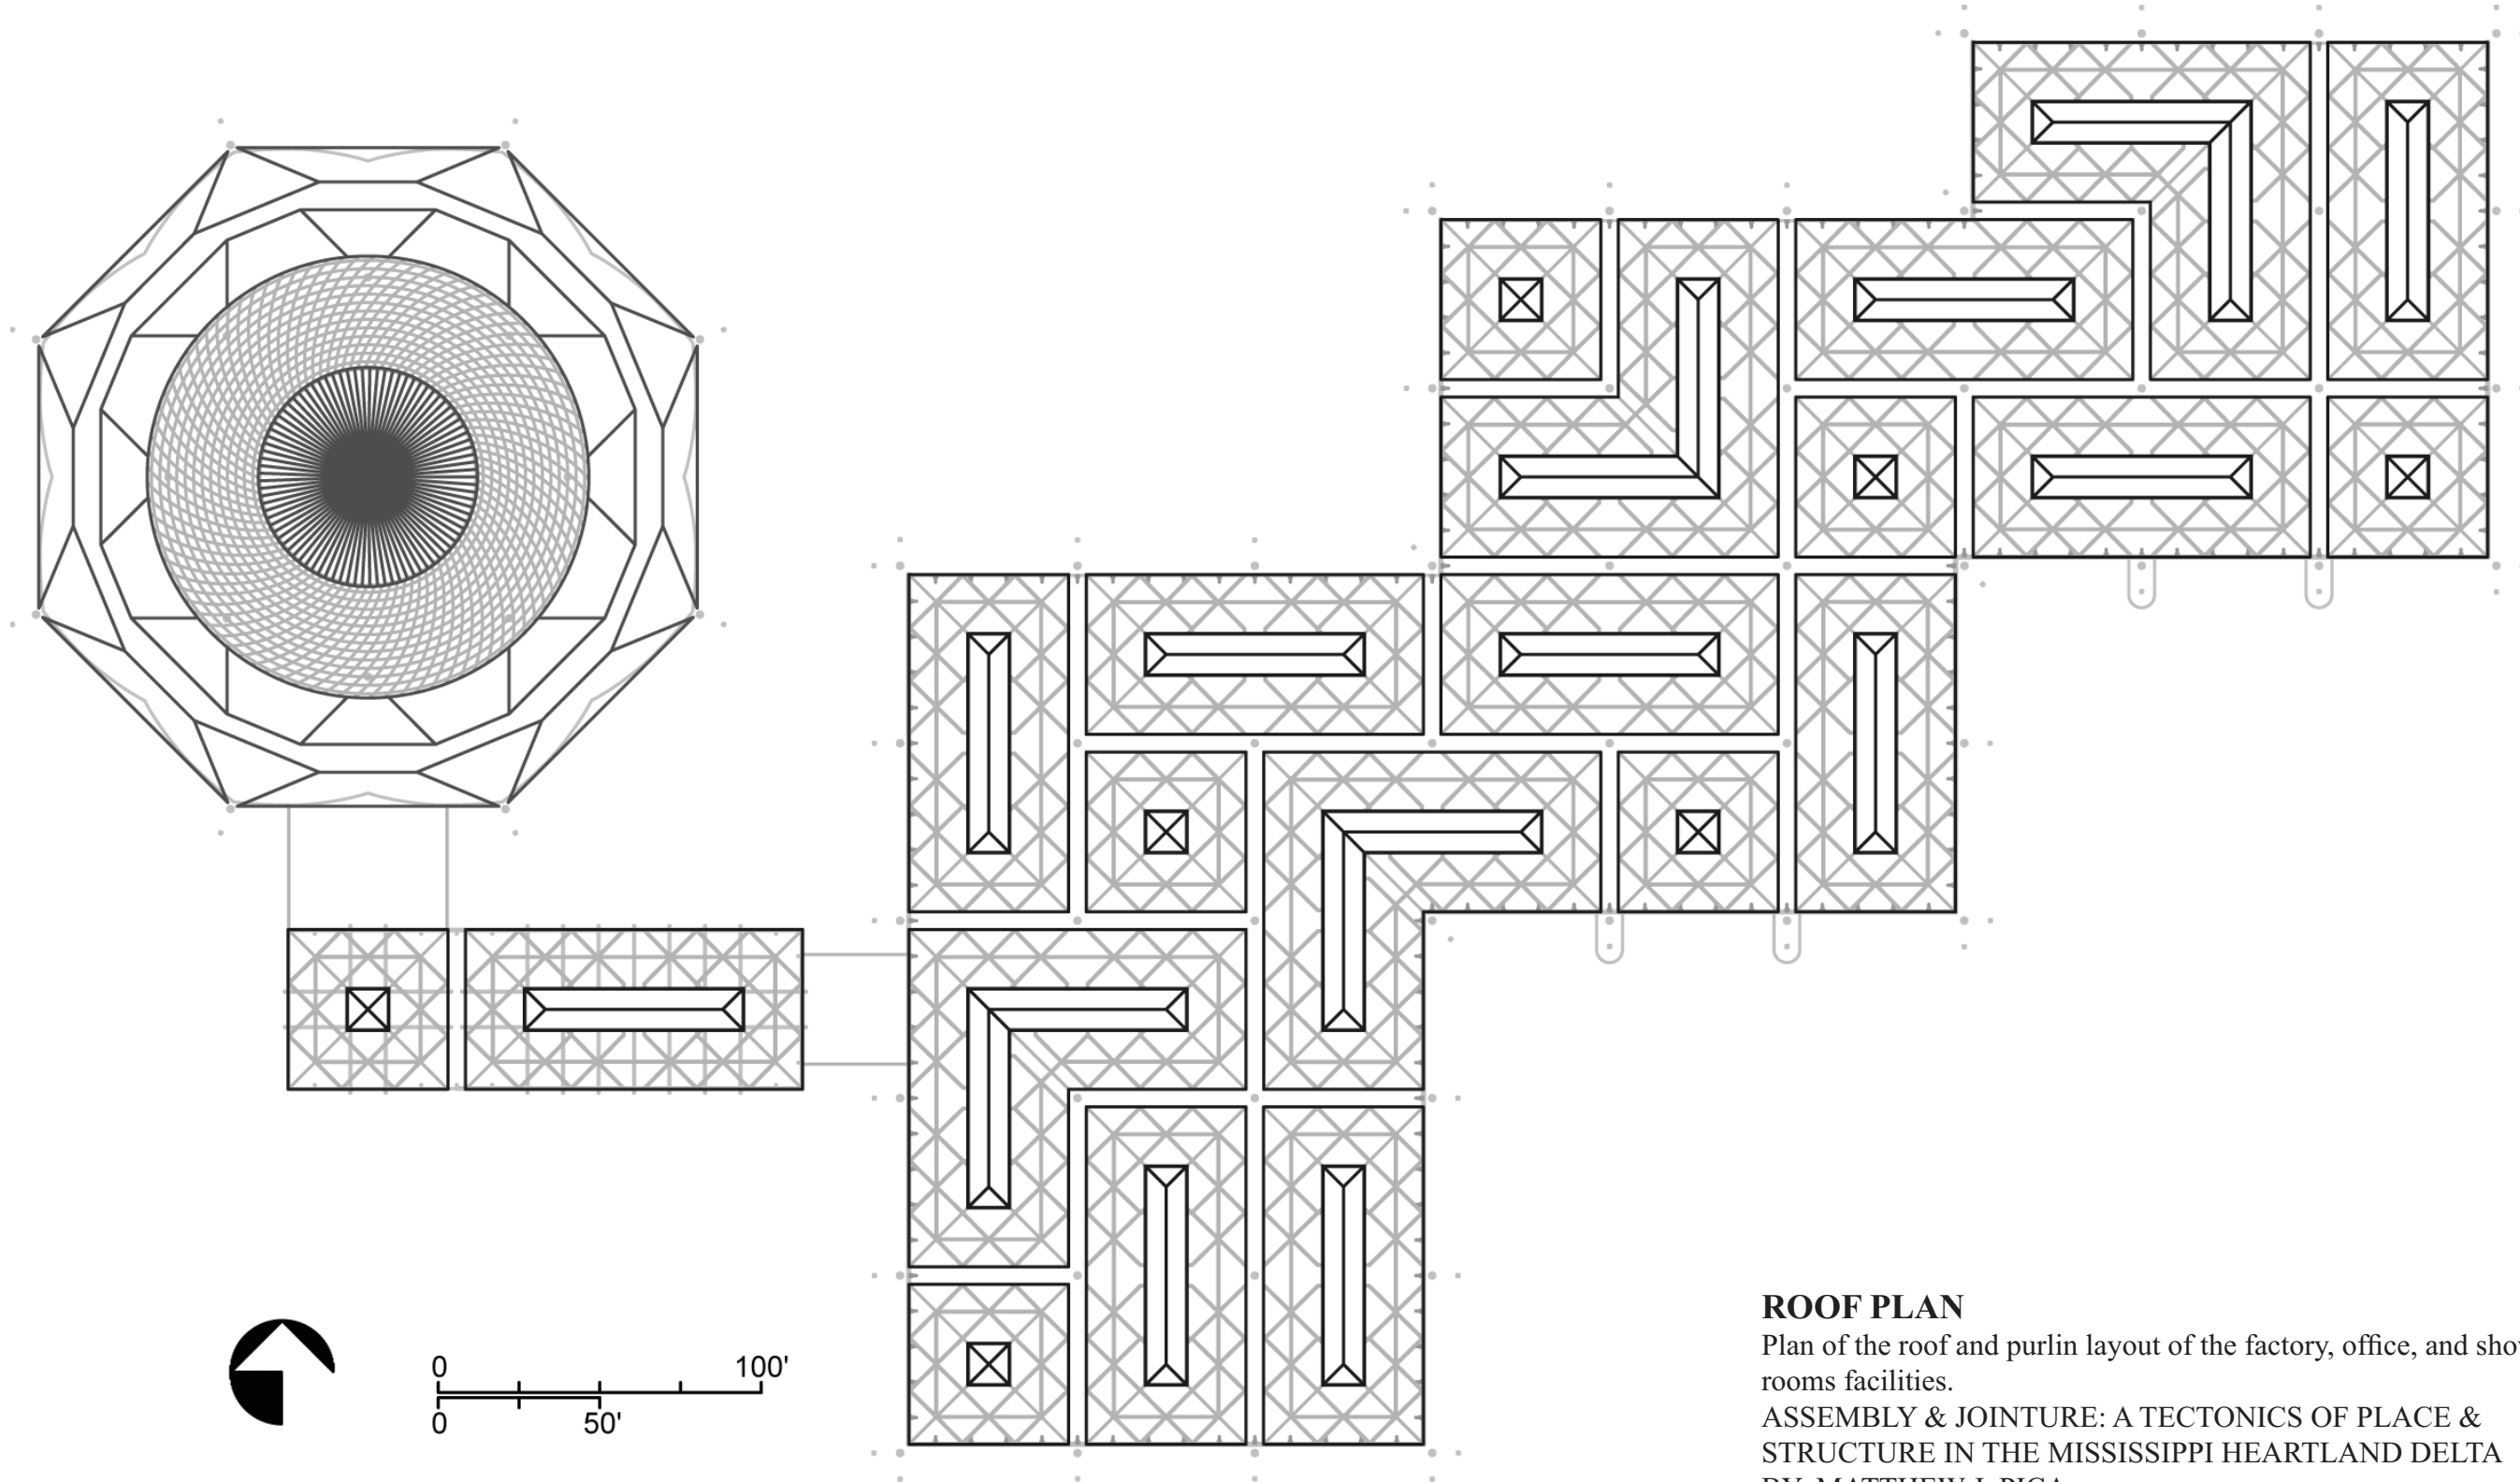 0 100'
0 50'
ROOF PLAN
Plan of the roof and purlin layout of the factory, office, and
rooms facilities.
ASSEMBLY & JOINTURE: A TECTONICS OF PLACE &
STRUCTURE IN THE MISSISSIPPI HEARTLAND DELTA